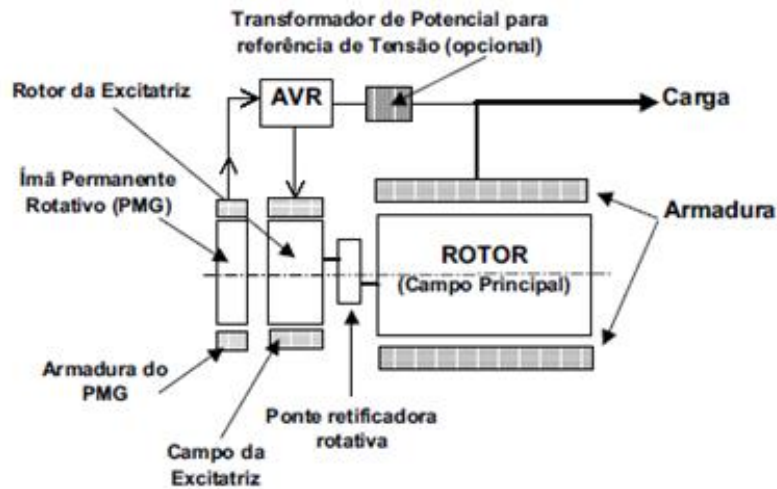 Transformador de Potencial para
referência de Tensão (opcional)
Rotor da Excitatriz
AVR
Carga
Ímã Permanente
Rotativo (PMG)
Armadura
ROTOR
(Campo Principal)
Armadura do
PMG
Ponte retificadora
rotativa
Campo da
Excitatriz